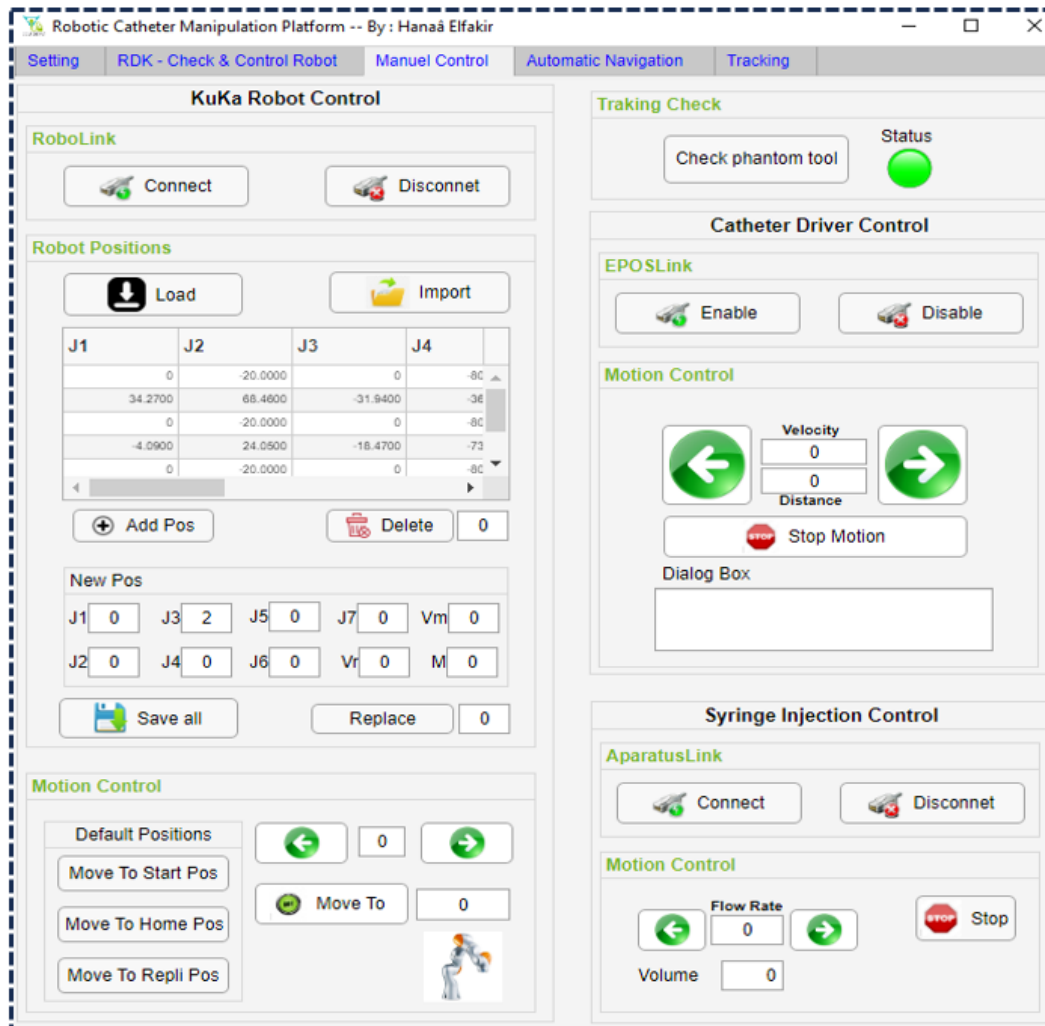 Robotic Catheter Manipulation Platform -- By : Hanaâ Elfakir
Setting RDK - Check & Control Robot Manuel Control Automatic Navigation Tracking
KuKa Robot Control
RoboLink
Connect Disconnet
Robot Positions
Load Import
J1 J2 J3 J4
0 -20.0000 0 -80
34.2700 68.4600 -31.9400 -36
0 -20.0000 0 -80
-4.0900 24.0500 -18.4700 -73
0 -20.0000 0 -80
Add Pos Delete 0
New Pos
J1 0 J3 2 J5 0 J7 0 Vm 0
J2 0 J4 0 J6 0 Vr 0 M 0
Save all Replace 0
Motion Control
Default Positions
Move To Start Pos
Move To Home Pos
Move To Repli Pos
0
Move To 0
Traking Check
Check phantom tool
Status
Catheter Driver Control
EPOSLink
Enable Disable
Motion Control
Velocity
0
0
Distance
STOP Stop Motion
Dialog Box
Syringe Injection Control
AparatusLink
Connect Disconnet
Motion Control
Flow Rate
0
STOP Stop
Volume 0